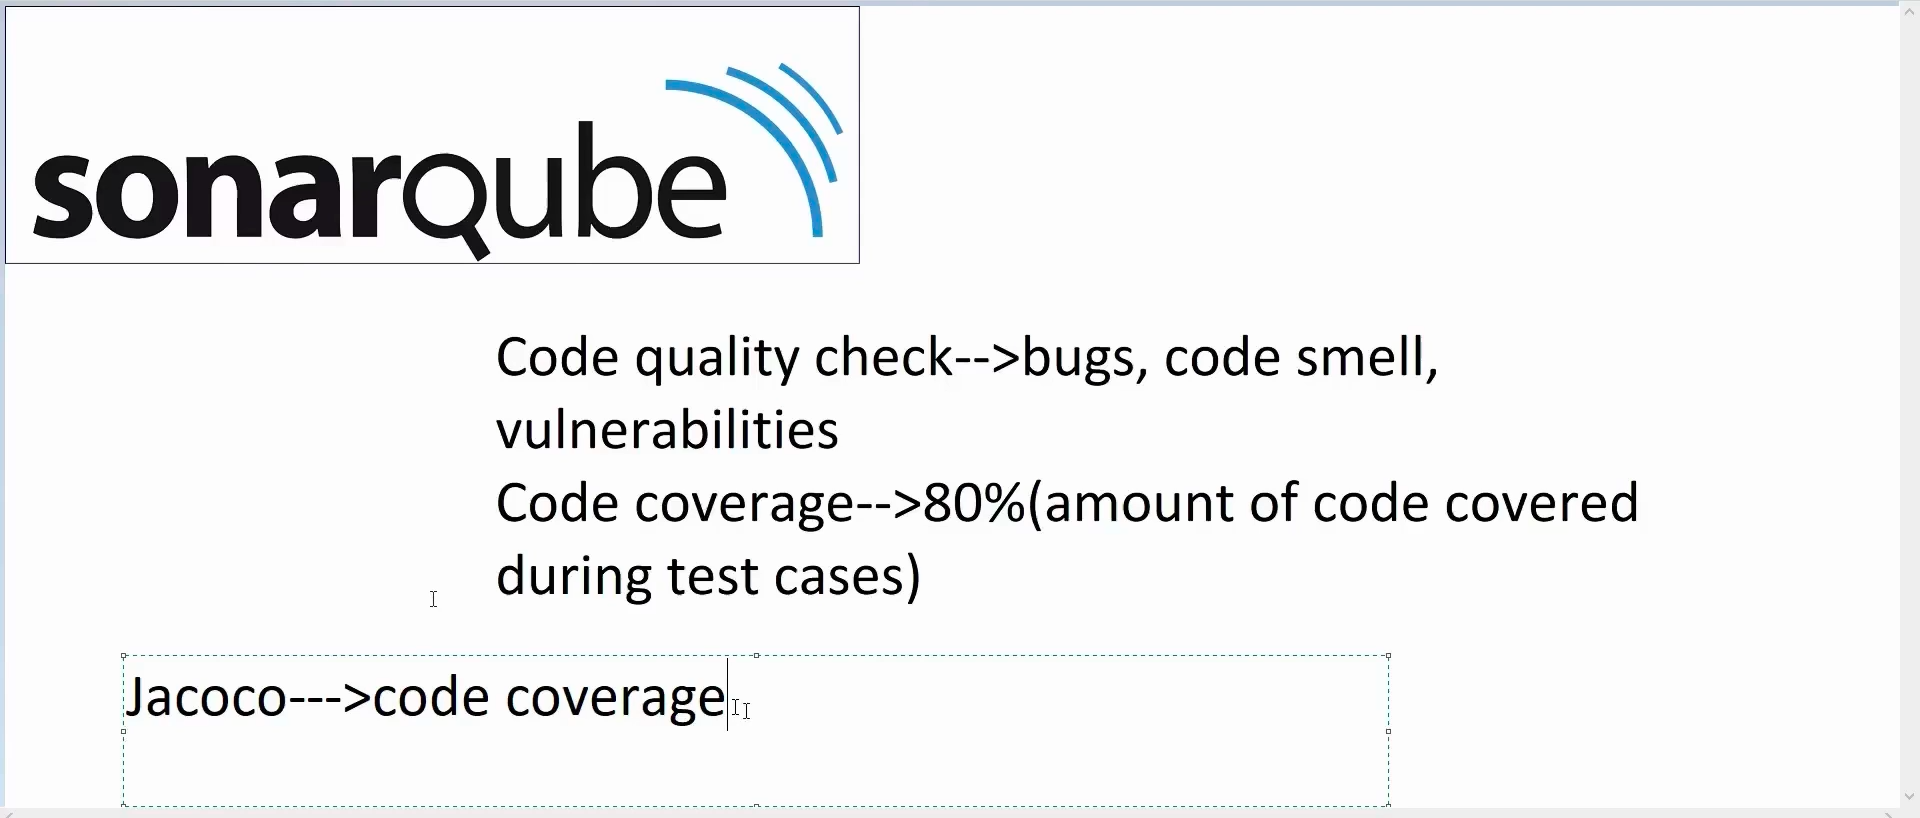 sonarqube
Code quality check-->bugs, code smell,
vulnerabilities
Code coverage-->80%(amount of code covered
during test cases)
Jacoco--->code coverage